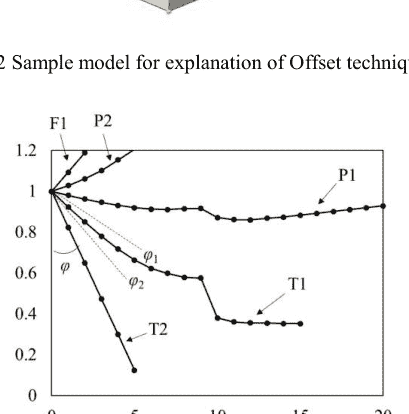 2 Sample model for explanation of Offset techniqu
F1 P2
1.2
P1
1
0.8
φ1
0.6
φ
φ2
T1
0.4
T2
0.2
0
0 5 10 15 20